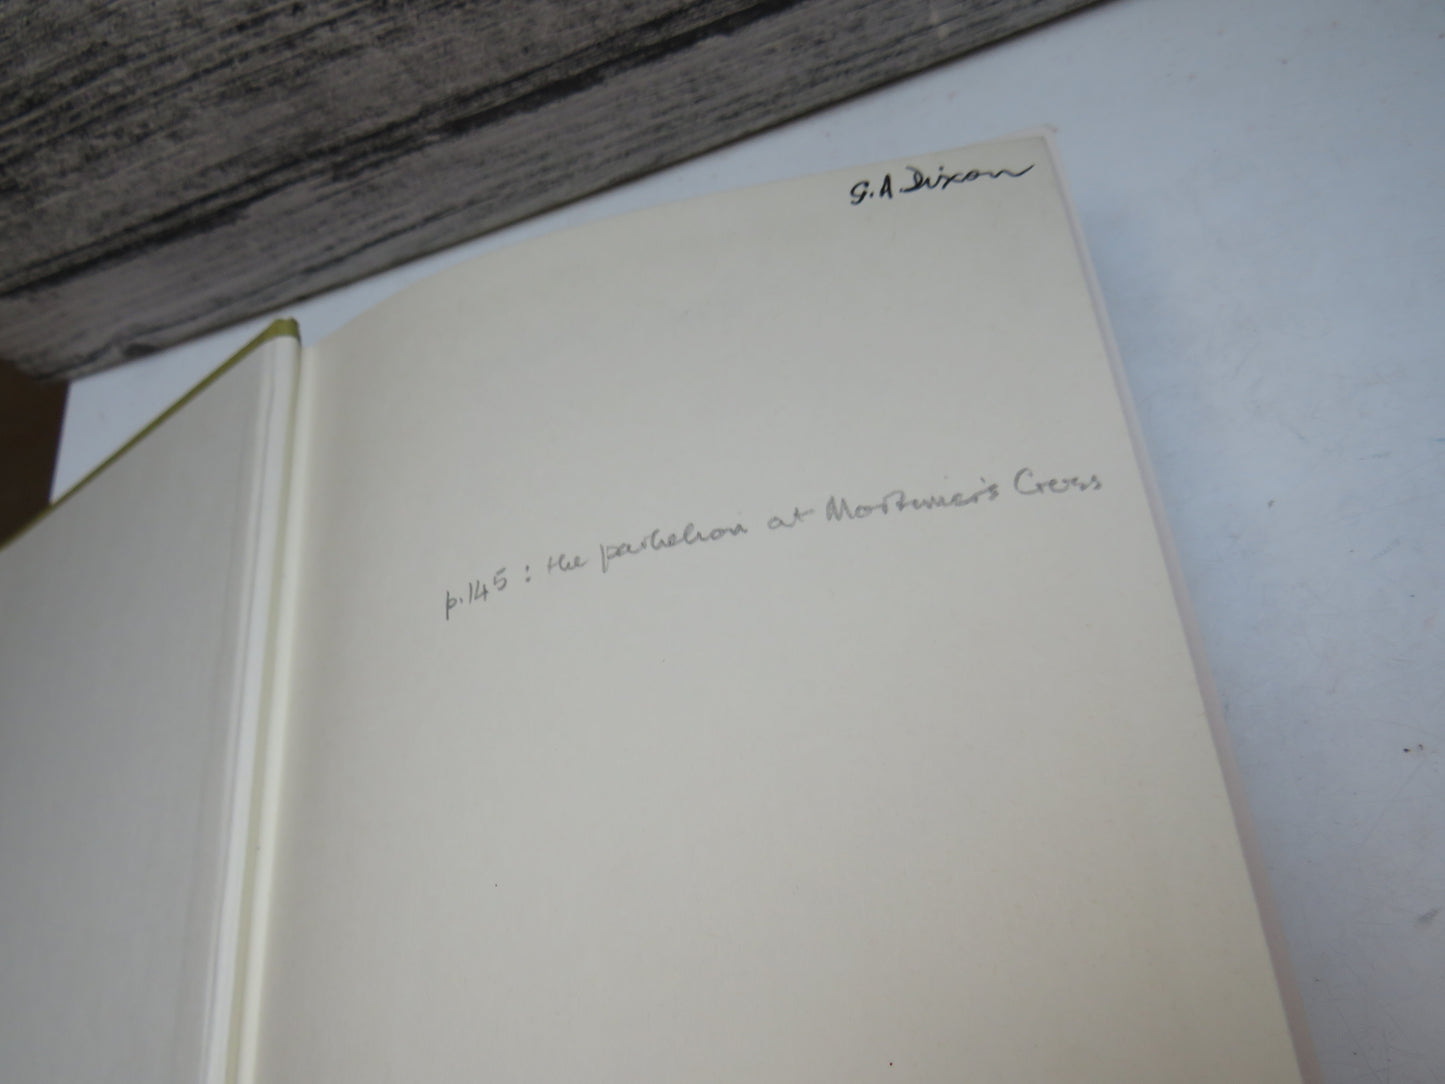 G.A. Dixon
p.145 : the parhelion at Mortimer's Cross